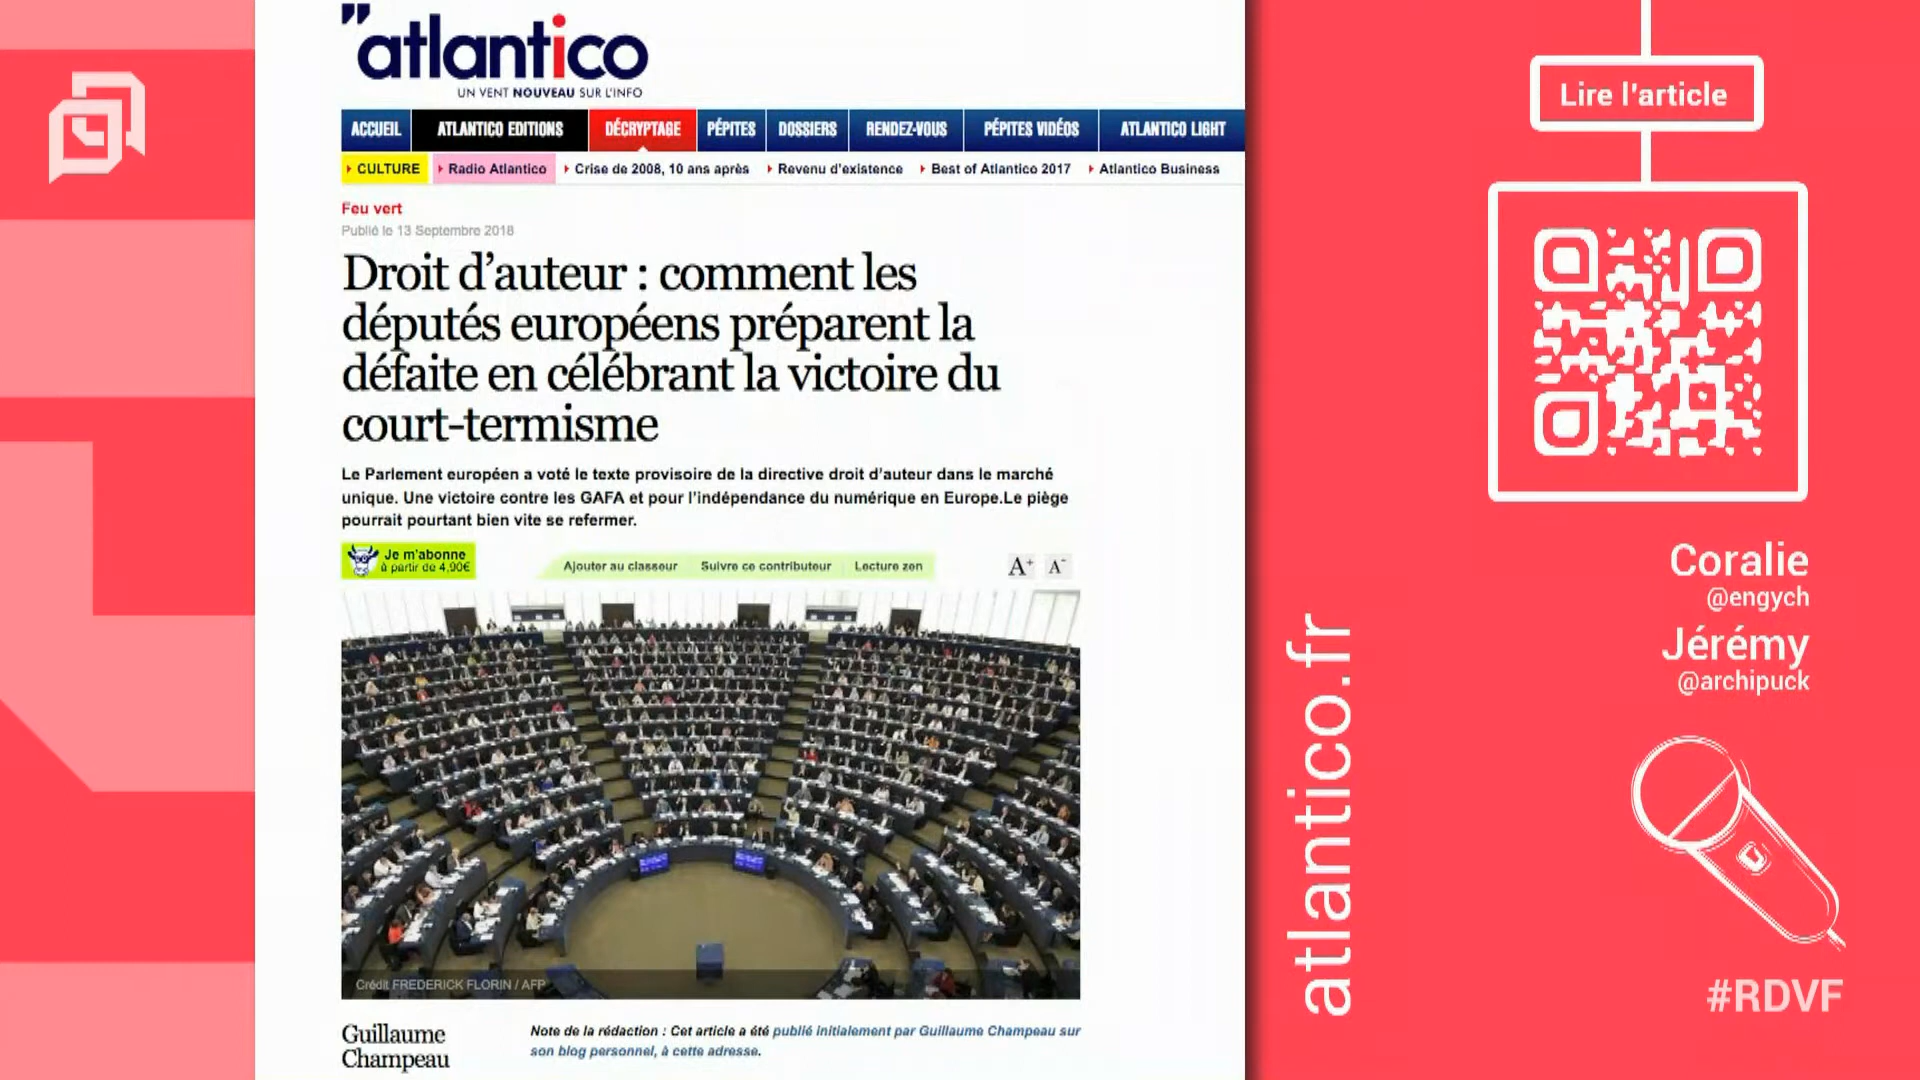 "atlantico
UN VENT NOUVEAU SUR L'INFO
ACCUEIL
ATLANTICO EDITIONS
DÉCRYPTAGE
PÉPITES
DOSSIERS
RENDEZ-VOUS
PÉPITES VIDÉOS
ATLANTICO LIGHT
CULTURE
Radio Atlantico
Crise de 2008, 10 ans après
Revenu d'existence
Best of Atlantico 2017
Atlantico Business
Feu vert
Publié le 13 Septembre 2018
Droit d'auteur : comment les
députés européens préparent la
défaite en célébrant la victoire du
court-termisme
Le Parlement européen a voté le texte provisoire de la directive droit d'auteur dans le marché
unique. Une victoire contre les GAFA et pour l'indépendance du numérique en Europe.Le piège
pourrait pourtant bien vite se refermer.
Je m'abonne
à partir de 4,90€
Ajouter au classeur
Suivre ce contributeur
Lecture zen
A+
A-
Crédit FREDERICK FLORIN / AFP
Guillaume
Champeau
Note de la rédaction : Cet article a été publié initialement par Guillaume Champeau sur
son blog personnel, à cette adresse.
atlantico.fr
Lire l'article
Coralie
@engych
Jérémy
@archipuck
#RDVF